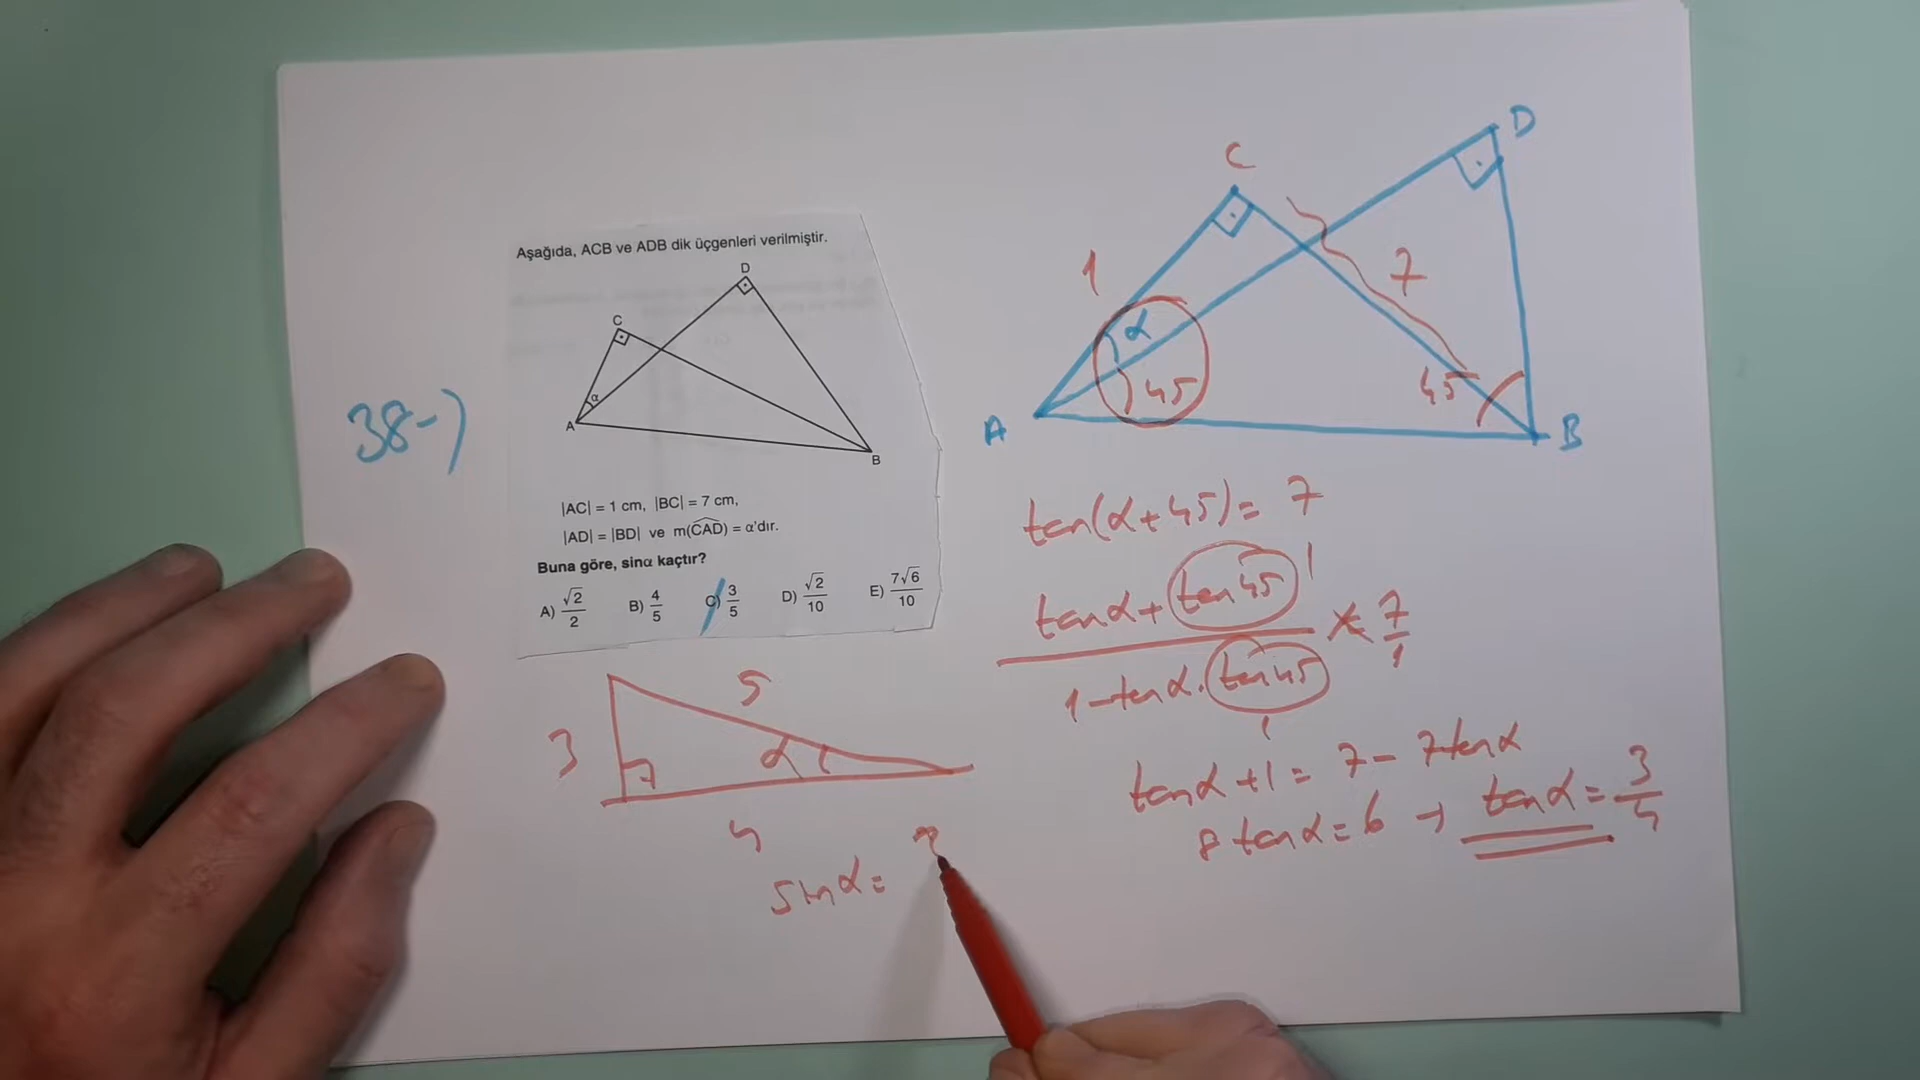 38-)
Aşağıda, ACB ve ADB dik üçgenleri verilmiştir.
D
C
α
A
B
|AC| = 1 cm, |BC| = 7 cm,
|AD| = |BD| ve m(CAD) = α'dır.
Buna göre, sinα kaçtır?
A) √2/2 B) 4/5 C) 3/5 D) √2/10 E) 7√6/10
D
C
1
7
α
45
45
A
B
tan(α+45) = 7
tanα + tan45 1
1 - tanα . tan45 = 7/1
1
tanα + 1 = 7 - 7tanα
8 tanα = 6 → tanα = 3/4
5
3
α
4
sinα =